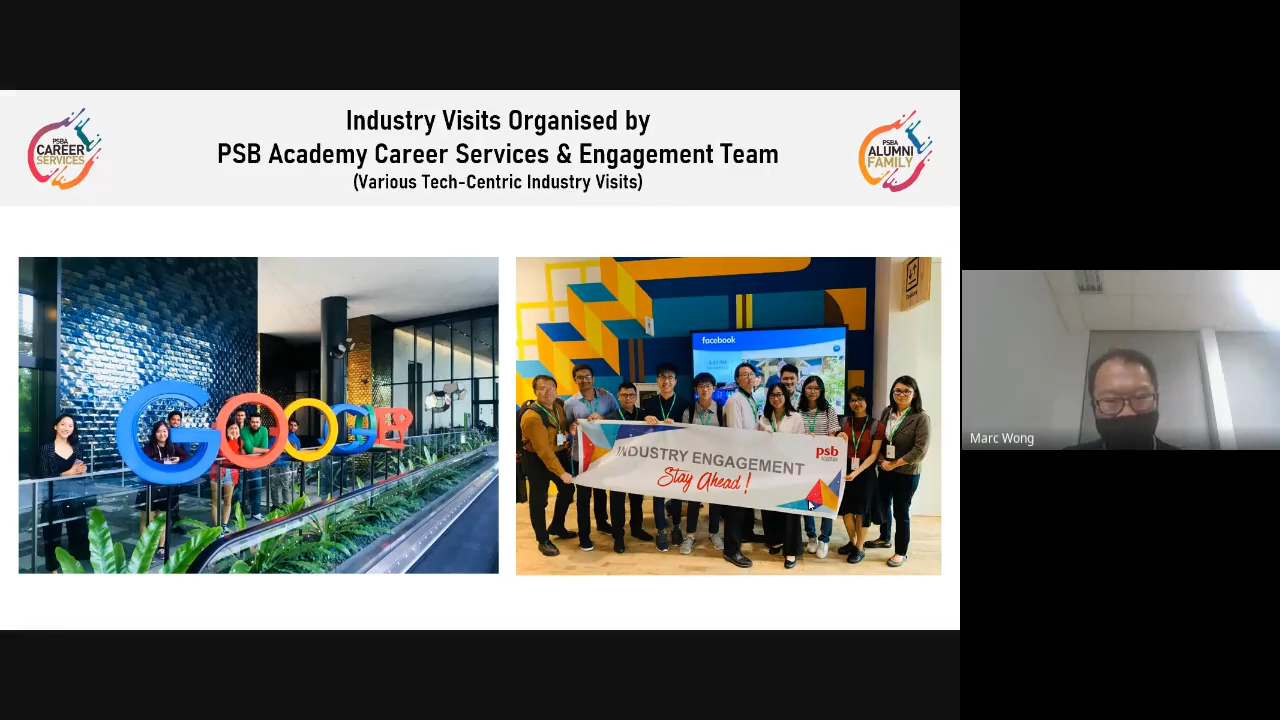 Industry Visits Organised by
PSB Academy Career Services & Engagement Team
(Various Tech-Centric Industry Visits)
PSBA
CAREER
SERVICES
PSBA
ALUMNI
FAMILY
GOOGLE
facebook
INDUSTRY ENGAGEMENT
Stay Ahead!
psb
ACADEMY
Marc Wong